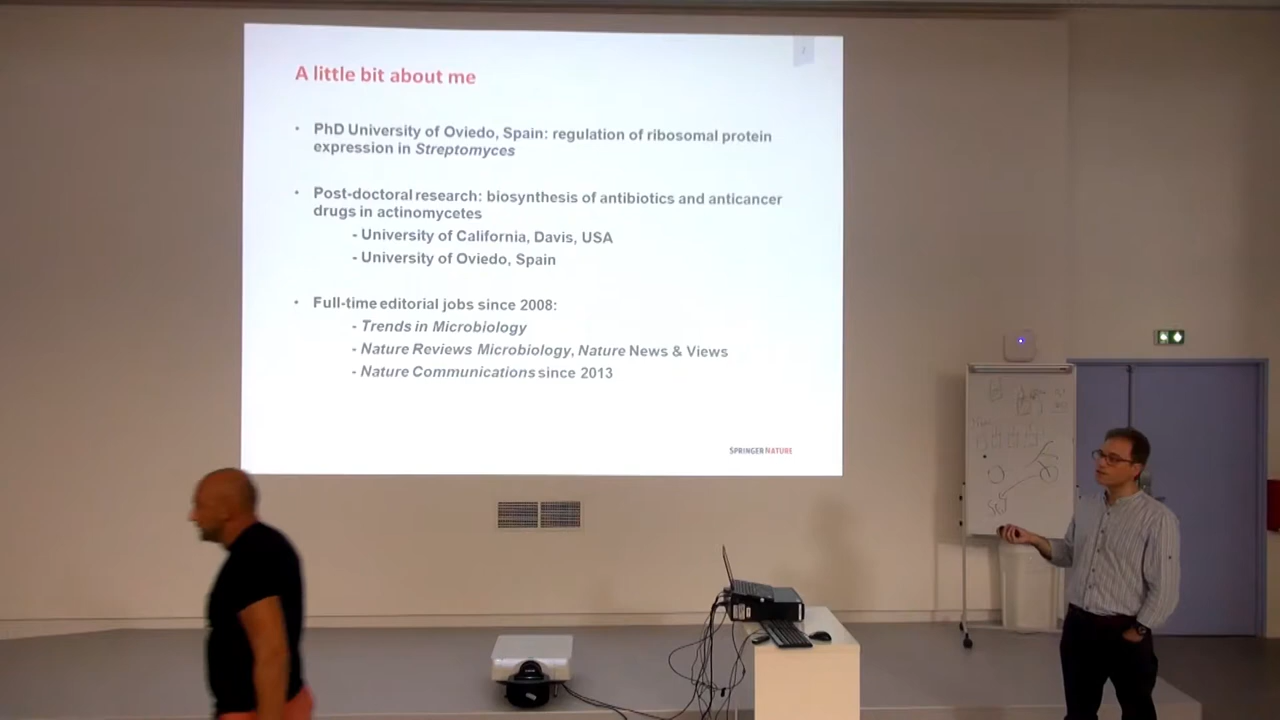 A little bit about me
• PhD University of Oviedo, Spain: regulation of ribosomal protein
expression in Streptomyces
• Post-doctoral research: biosynthesis of antibiotics and anticancer
drugs in actinomycetes
- University of California, Davis, USA
- University of Oviedo, Spain
• Full-time editorial jobs since 2008:
- Trends in Microbiology
- Nature Reviews Microbiology, Nature News & Views
- Nature Communications since 2013
SPRINGER NATURE